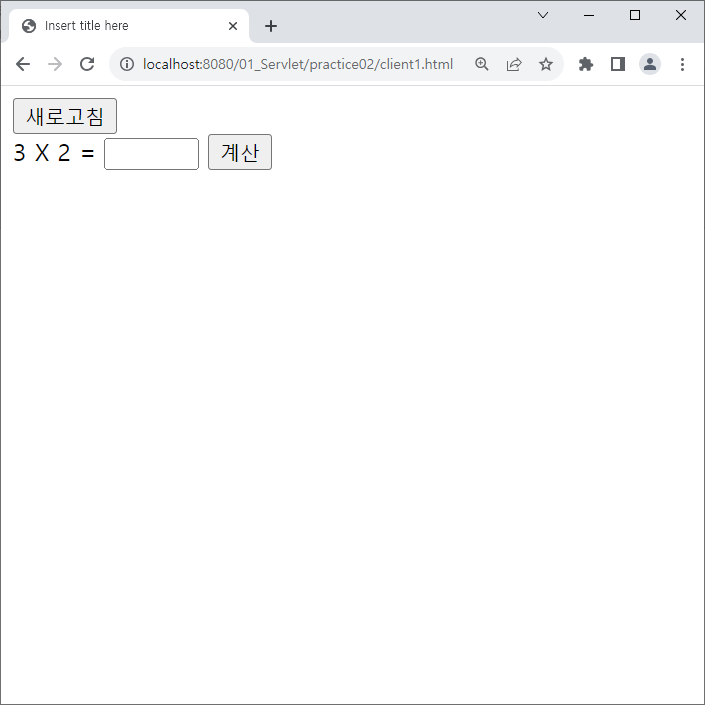 Insert title here
localhost:8080/01_Servlet/practice02/client1.html
새로고침
3 X 2 =
계산